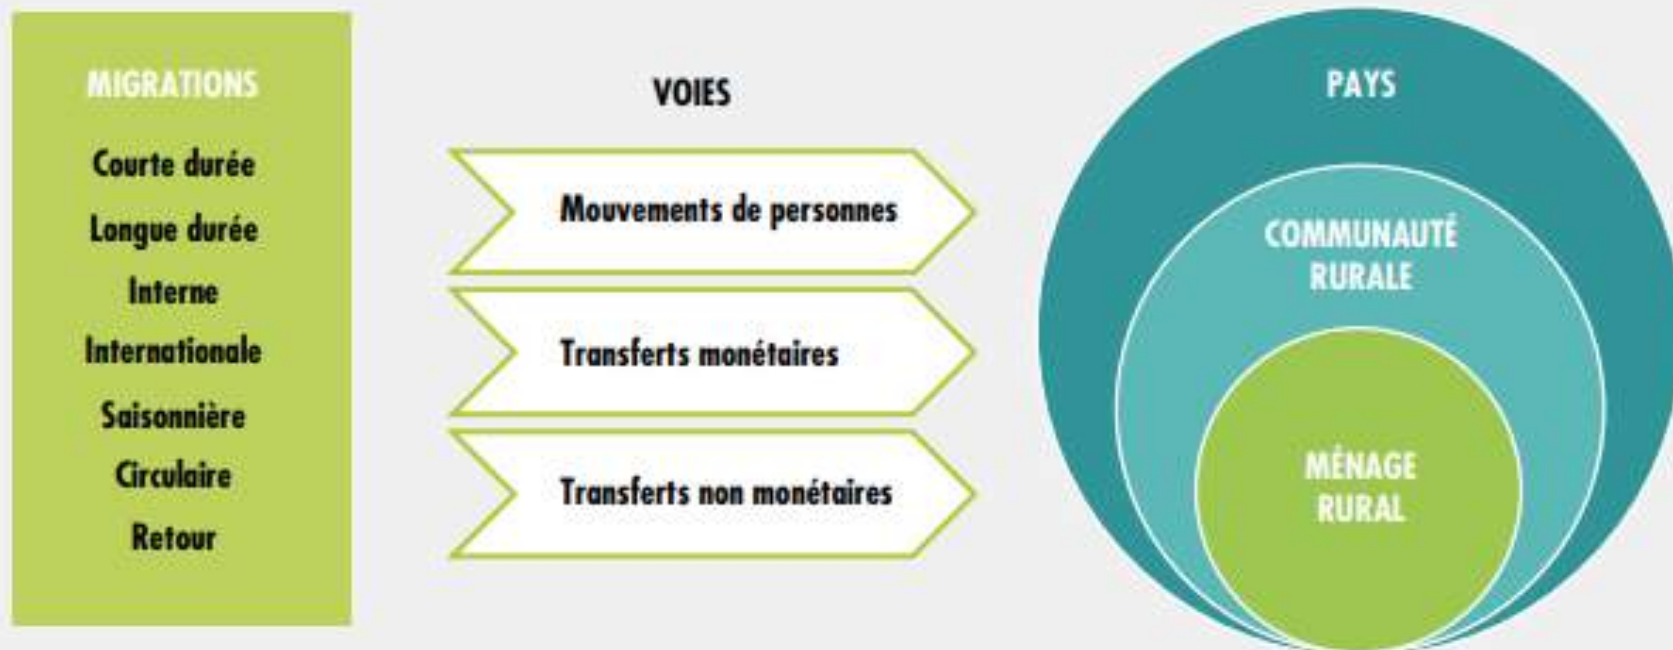 MIGRATIONS
Courte durée
Longue durée
Interne
Internationale
Saisonnière
Circulaire
Retour
VOIES
Mouvements de personnes
Transferts monétaires
Transferts non monétaires
PAYS
COMMUNAUTÉ
RURALE
MÉNAGE
RURAL